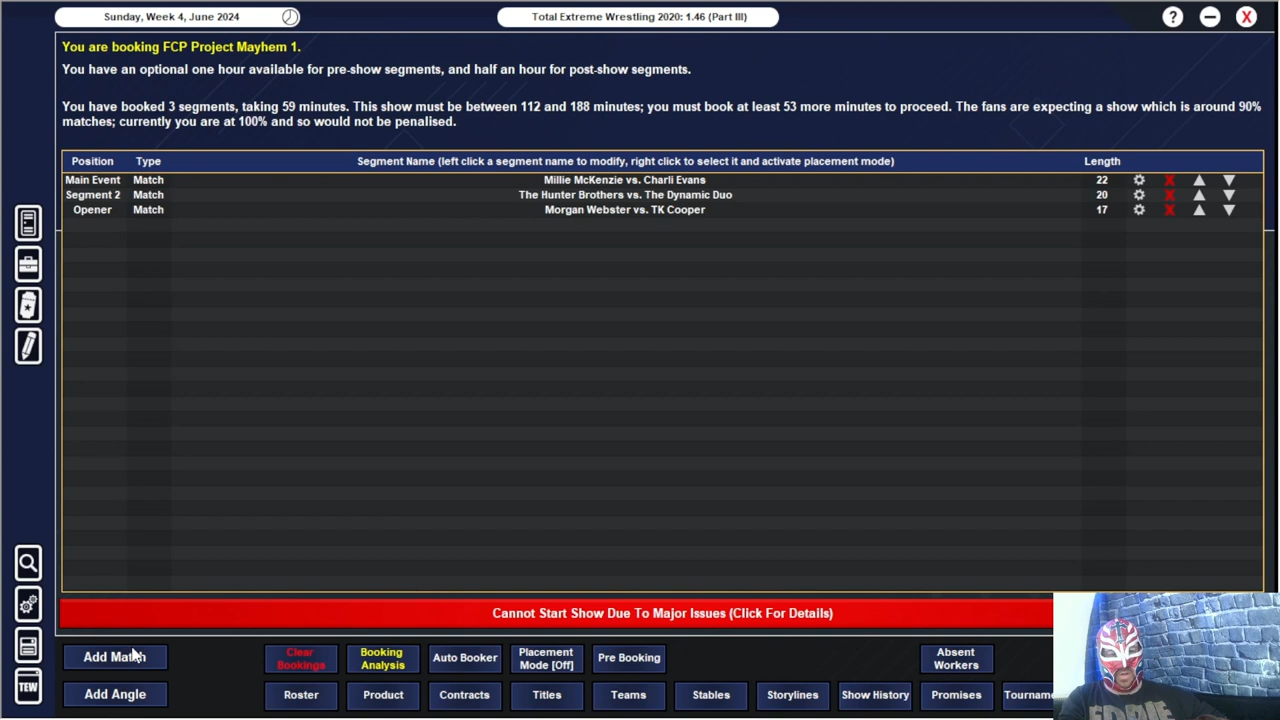 Sunday, Week 4, June 2024
Total Extreme Wrestling 2020: 1.46 (Part III)
? X
You are booking FCP Project Mayhem 1.
You have an optional one hour available for pre-show segments, and half an hour for post-show segments.
You have booked 3 segments, taking 59 minutes. This show must be between 112 and 188 minutes; you must book at least 53 more minutes to proceed. The fans are expecting a show which is around 90%
matches; currently you are at 100% and so would not be penalised.
Position Type Segment Name (left click a segment name to modify, right click to select it and activate placement mode) Length
Main Event Match Millie McKenzie vs. Charli Evans 22 X
Segment 2 Match The Hunter Brothers vs. The Dynamic Duo 20 X
Opener Match Morgan Webster vs. TK Cooper 17 X
Cannot Start Show Due To Major Issues (Click For Details)
Add Match
Clear
Bookings
Booking
Analysis
Auto Booker
Placement
Mode [Off]
Pre Booking
Absent
Workers
Add Angle Roster Product Contracts Titles Teams Stables Storylines Show History Promises Tourname
TEW
EDDIE